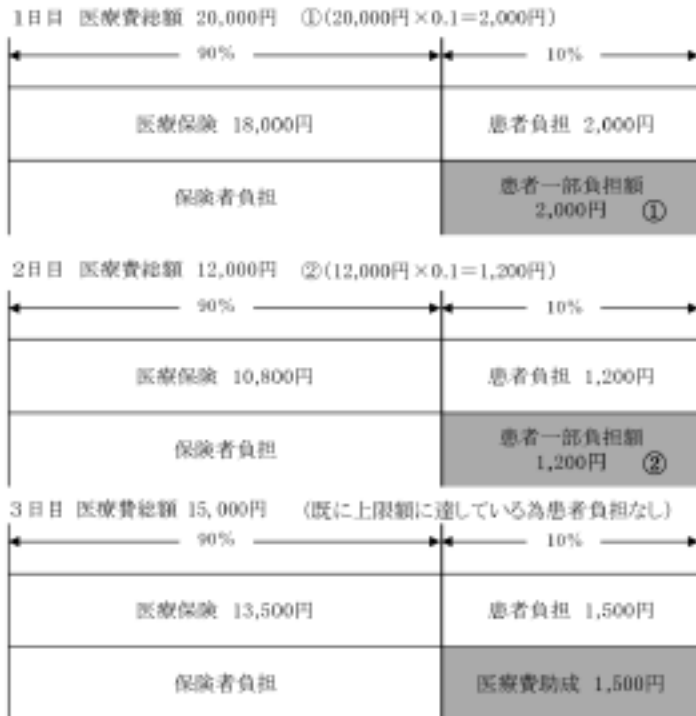 1日目 医療費総額 20,000円 ①(20,000円×0.1=2,000円)
90% 10%
医療保険 18,000円 患者負担 2,000円
保険者負担 患者一部負担額
2,000円 ①
2日目 医療費総額 12,000円 ②(12,000円×0.1=1,200円)
90% 10%
医療保険 10,800円 患者負担 1,200円
保険者負担 患者一部負担額
1,200円 ②
3日目 医療費総額 15,000円 (既に上限額に達している為患者負担なし)
90% 10%
医療保険 13,500円 患者負担 1,500円
保険者負担 医療費助成 1,500円